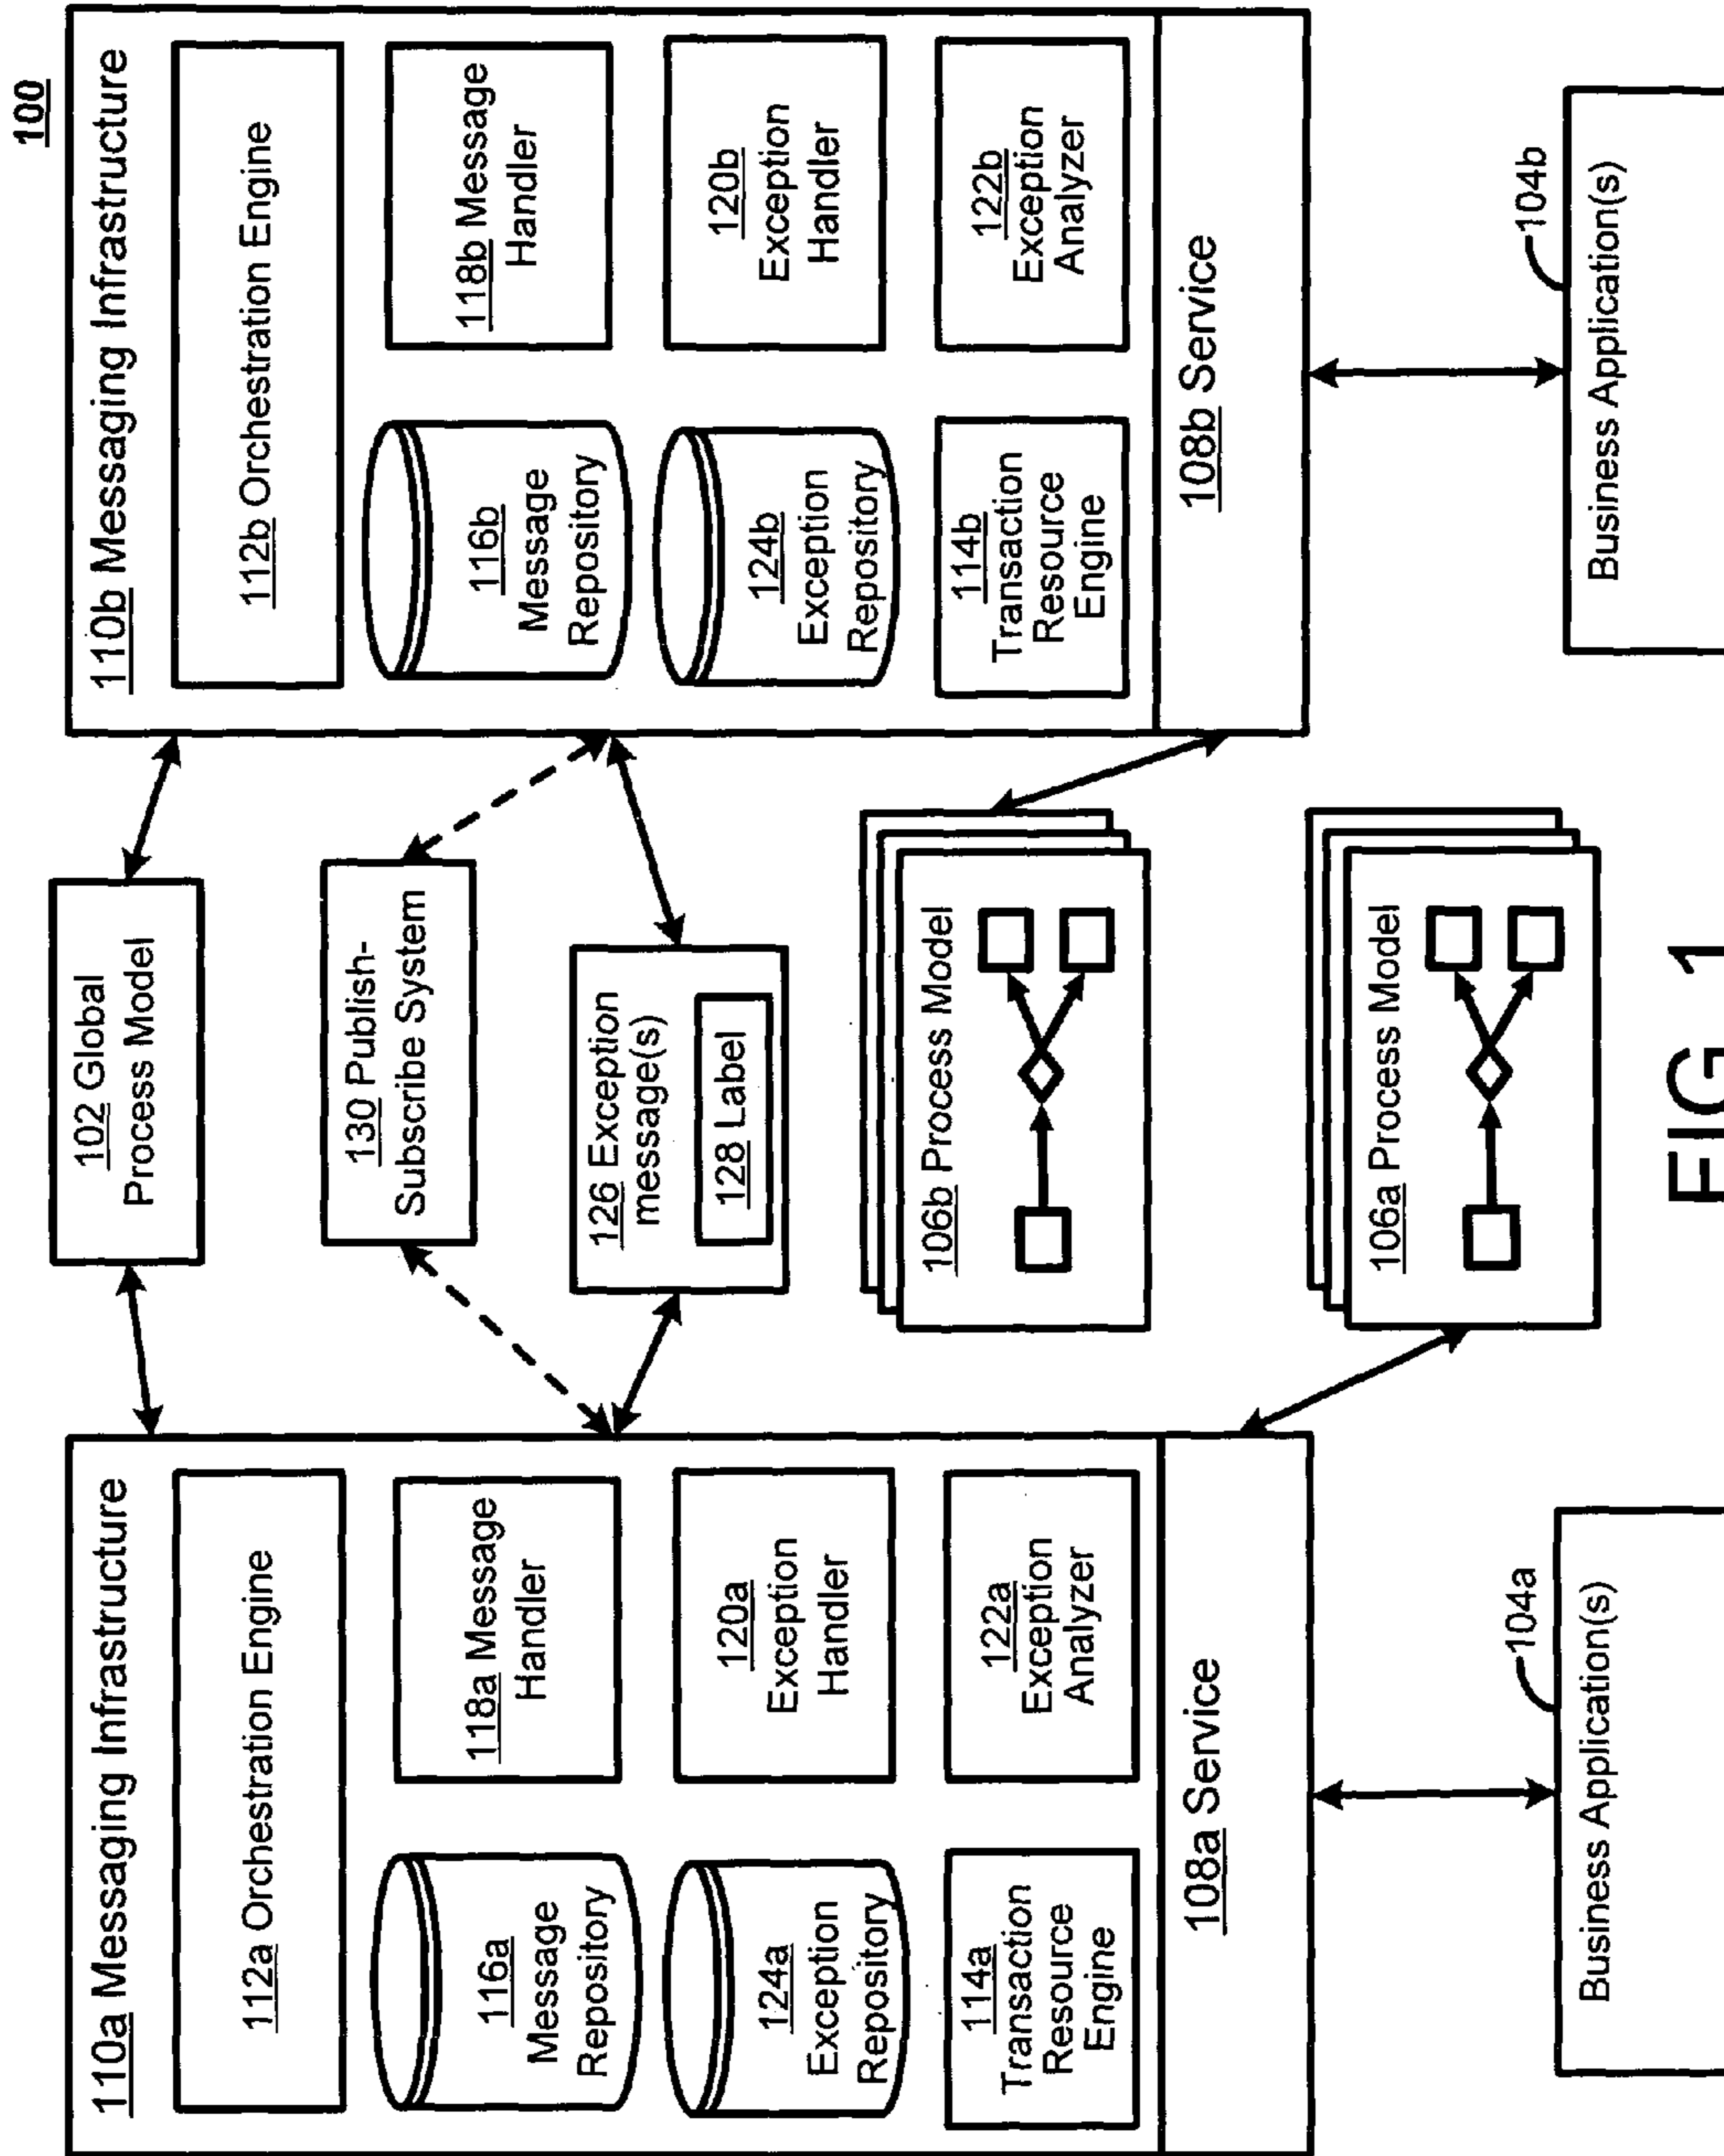 100
110a Messaging Infrastructure
112a Orchestration Engine
116a
Message
Repository
118a Message
Handler
124a
Exception
Repository
120a
Exception
Handler
114a
Transaction
Resource
Engine
122a
Exception
Analyzer
108a Service
104a
Business Application(s)
102 Global
Process Model
130 Publish-
Subscribe System
126 Exception
message(s)
128 Label
106b Process Model
106a Process Model
110b Messaging Infrastructure
112b Orchestration Engine
116b
Message
Repository
118b Message
Handler
124b
Exception
Repository
120b
Exception
Handler
114b
Transaction
Resource
Engine
122b
Exception
Analyzer
108b Service
104b
Business Application(s)
FIG. 1